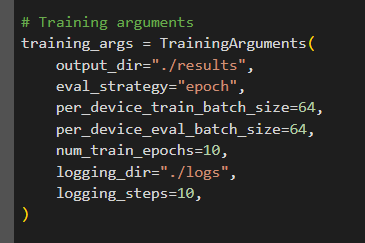 # Training arguments
training_args = TrainingArguments(
    output_dir="./results",
    eval_strategy="epoch",
    per_device_train_batch_size=64,
    per_device_eval_batch_size=64,
    num_train_epochs=10,
    logging_dir="./logs",
    logging_steps=10,
)